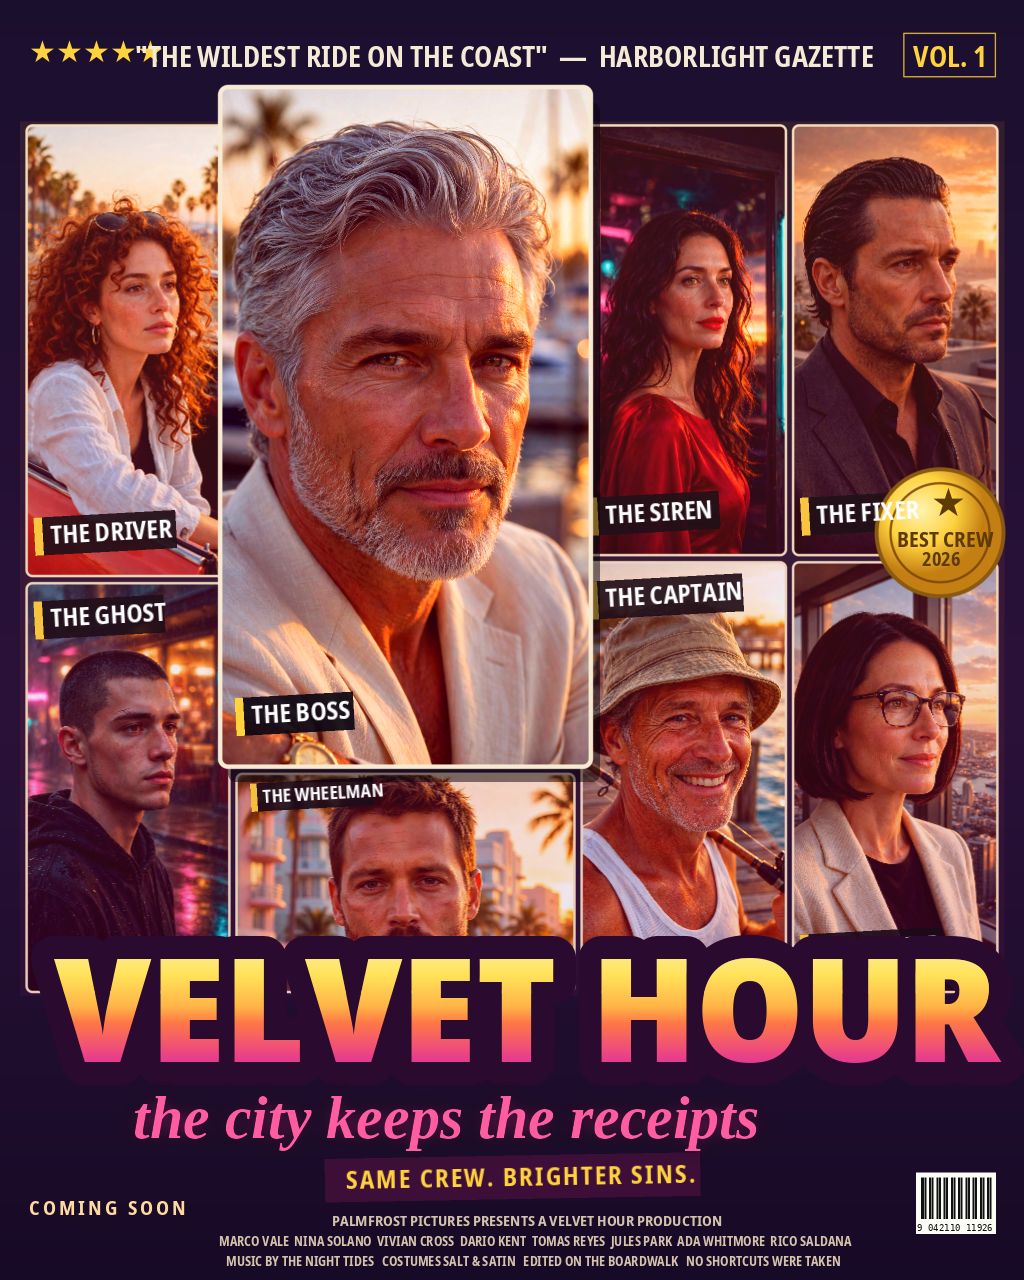 ★★★★★ "THE WILDEST RIDE ON THE COAST" — HARBORLIGHT GAZETTE
VOL. 1
THE DRIVER
THE BOSS
THE SIREN
THE FIXER
BEST CREW
2026
THE GHOST
THE WHEELMAN
THE CAPTAIN
VELVET HOUR
the city keeps the receipts
SAME CREW. BRIGHTER SINS.
COMING SOON
PALMFROST PICTURES PRESENTS A VELVET HOUR PRODUCTION
MARCO VALE NINA SOLANO VIVIAN CROSS DARIO KENT TOMAS REYES JULES PARK ADA WHITMORE RICO SALDANA
MUSIC BY THE NIGHT TIDES COSTUMES SALT & SATIN EDITED ON THE BOARDWALK NO SHORTCUTS WERE TAKEN
9 042110 11926